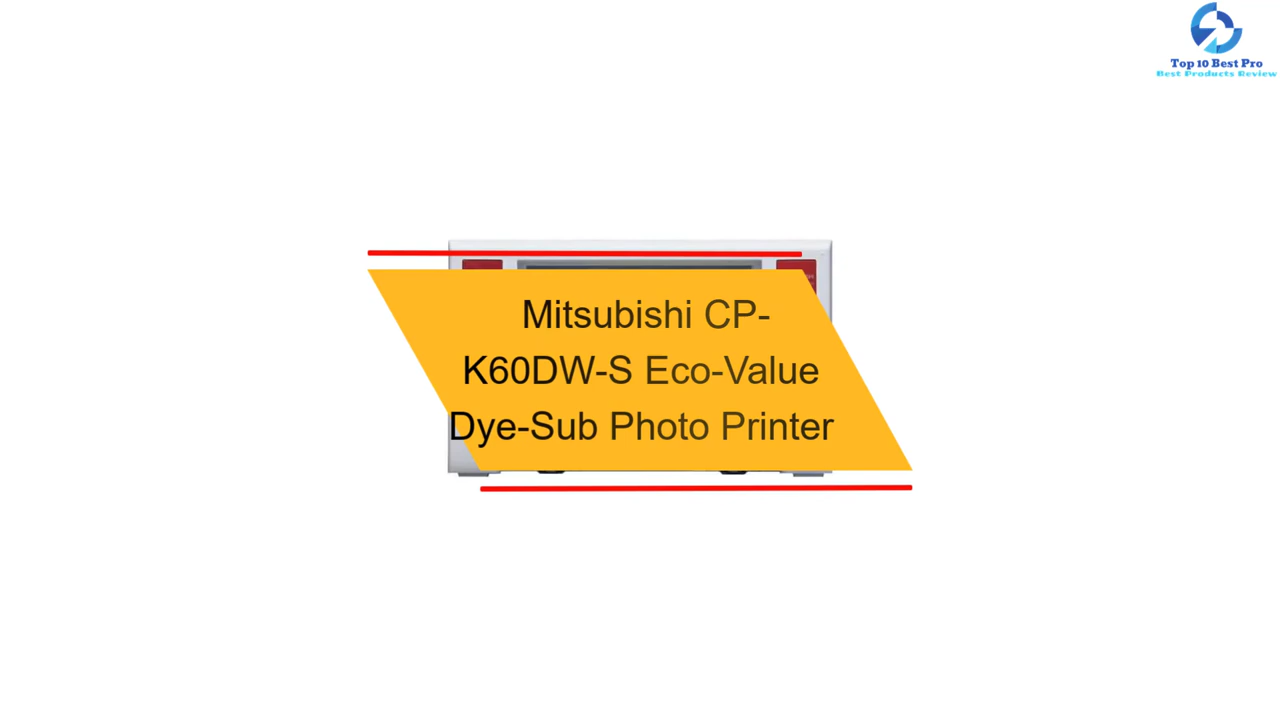 Top 10 Best Pro
Best Products Review
Mitsubishi CP-
K60DW-S Eco-Value
Dye-Sub Photo Printer